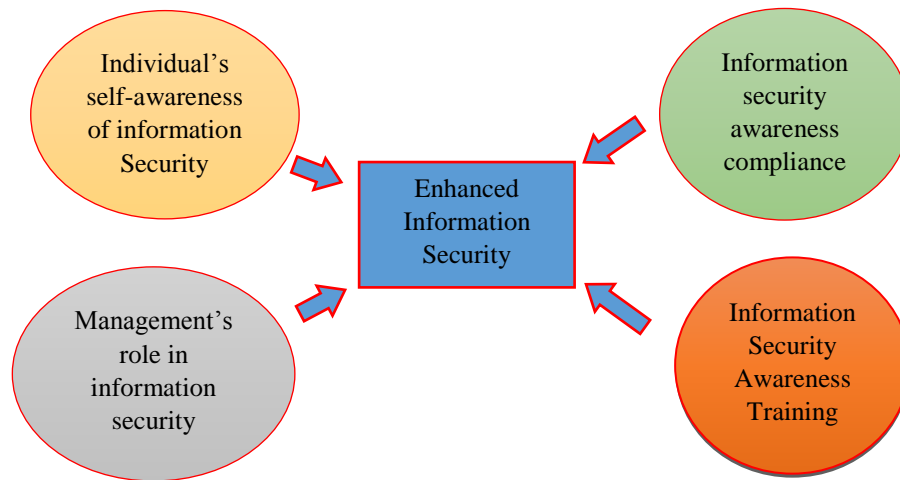 Individual’s
self-awareness
of information
Security
Information
security
awareness
compliance
Enhanced
Information
Security
Management’s
role in
information
security
Information
Security
Awareness
Training